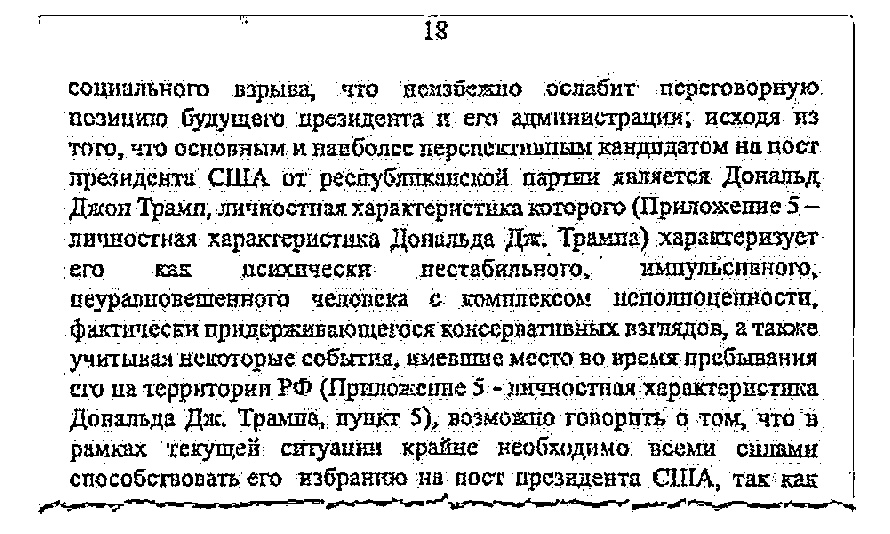 18
социального взрыва, что неизбежно ослабит переговорную
позицию будущего президента и его администрации; исходя из
того, что основным и наиболее перспективным кандидатом на пост
президента США от республиканской партии является Дональд
Джон Трамп, личностная характеристика которого (Приложение 5 –
личностная характеристика Дональда Дж. Трампа) характеризует
его как психически нестабильного, импульсивного,
неуравновешенного человека с комплексом неполноценности,
фактически придерживающегося консервативных взглядов, а также
учитывая некоторые события, имевшие место во время пребывания
его на территории РФ (Приложение 5 - личностная характеристика
Дональда Дж. Трампа, пункт 5), возможно говорить о том, что в
рамках текущей ситуации крайне необходимо всеми силами
способствовать его избранию на пост президента США, так как